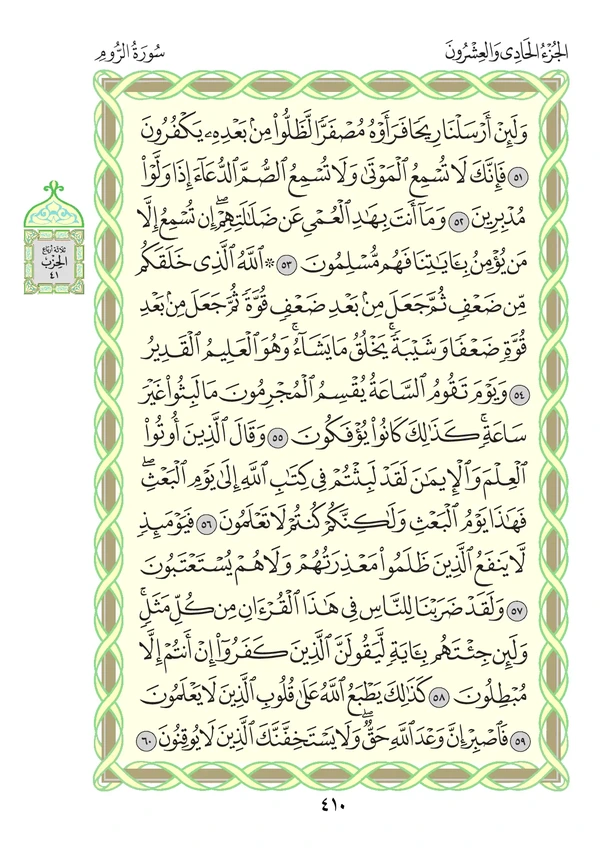 الجُزْءُ الحَادِي وَالعِشْرُونَ
سُورَةُ الرُّومِ
وَلَئِنْ أَرْسَلْنَا رِيحًا فَرَأَوْهُ مُصْفَرًّا لَّظَلُّوا۟ مِنۢ بَعْدِهِۦ يَكْفُرُونَ
٥١ فَإِنَّكَ لَا تُسْمِعُ ٱلْمَوْتَىٰ وَلَا تُسْمِعُ ٱلصُّمَّ ٱلدُّعَآءَ إِذَا وَلَّوْا۟
مُدْبِرِينَ ٥٢ وَمَآ أَنتَ بِهَـٰدِ ٱلْعُمْىِ عَن ضَلَـٰلَتِهِمْ ۖ إِن تُسْمِعُ إِلَّا
مَن يُؤْمِنُ بِـَٔايَـٰتِنَا فَهُم مُّسْلِمُونَ ٥٣ ۞ ٱللَّهُ ٱلَّذِى خَلَقَكُم
مِّن ضَعْفٍ ثُمَّ جَعَلَ مِنۢ بَعْدِ ضَعْفٍ قُوَّةً ثُمَّ جَعَلَ مِنۢ بَعْدِ
قُوَّةٍ ضَعْفًا وَشَيْبَةً ۚ يَخْلُقُ مَا يَشَآءُ ۖ وَهُوَ ٱلْعَلِيمُ ٱلْقَدِيرُ
٥٤ وَيَوْمَ تَقُومُ ٱلسَّاعَةُ يُقْسِمُ ٱلْمُجْرِمُونَ مَا لَبِثُوا۟ غَيْرَ
سَاعَةٍ ۚ كَذَٰلِكَ كَانُوا۟ يُؤْفَكُونَ ٥٥ وَقَالَ ٱلَّذِينَ أُوتُوا۟
ٱلْعِلْمَ وَٱلْإِيمَـٰنَ لَقَدْ لَبِثْتُمْ فِى كِتَـٰبِ ٱللَّهِ إِلَىٰ يَوْمِ ٱلْبَعْثِ ۖ
فَهَـٰذَا يَوْمُ ٱلْبَعْثِ وَلَـٰكِنَّكُمْ كُنتُمْ لَا تَعْلَمُونَ ٥٦ فَيَوْمَئِذٍ
لَّا يَنفَعُ ٱلَّذِينَ ظَلَمُوا۟ مَعْذِرَتُهُمْ وَلَا هُمْ يُسْتَعْتَبُونَ
٥٧ وَلَقَدْ ضَرَبْنَا لِلنَّاسِ فِى هَـٰذَا ٱلْقُرْءَانِ مِن كُلِّ مَثَلٍ ۚ
وَلَئِن جِئْتَهُم بِـَٔايَةٍ لَّيَقُولَنَّ ٱلَّذِينَ كَفَرُوٓا۟ إِنْ أَنتُمْ إِلَّا
مُبْطِلُونَ ٥٨ كَذَٰلِكَ يَطْبَعُ ٱللَّهُ عَلَىٰ قُلُوبِ ٱلَّذِينَ لَا يَعْلَمُونَ
٥٩ فَٱصْبِرْ إِنَّ وَعْدَ ٱللَّهِ حَقٌّ ۖ وَلَا يَسْتَخِفَّنَّكَ ٱلَّذِينَ لَا يُوقِنُونَ ٦٠
ثلاثة أرباع
الحزب
٤١
٤١٠